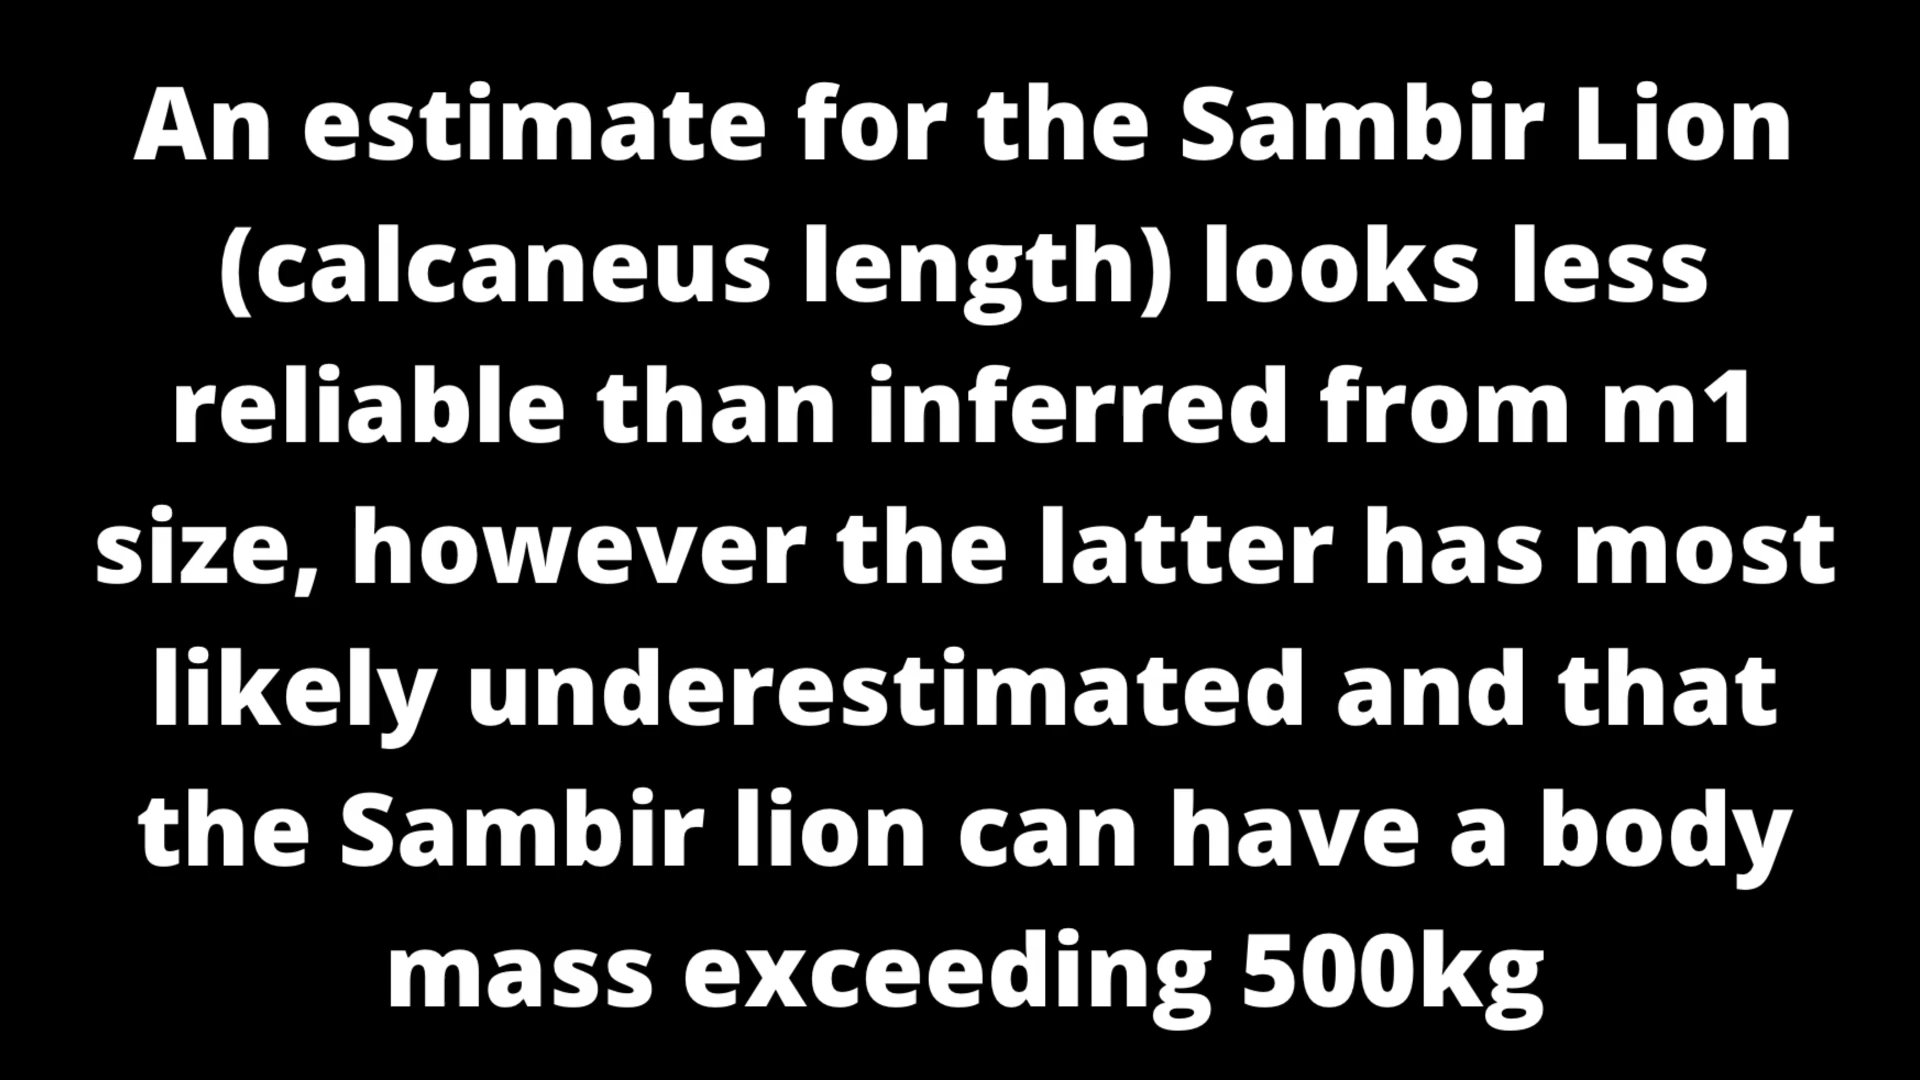 An estimate for the Sambir Lion
(calcaneus length) looks less
reliable than inferred from m1
size, however the latter has most
likely underestimated and that
the Sambir lion can have a body
mass exceeding 500kg